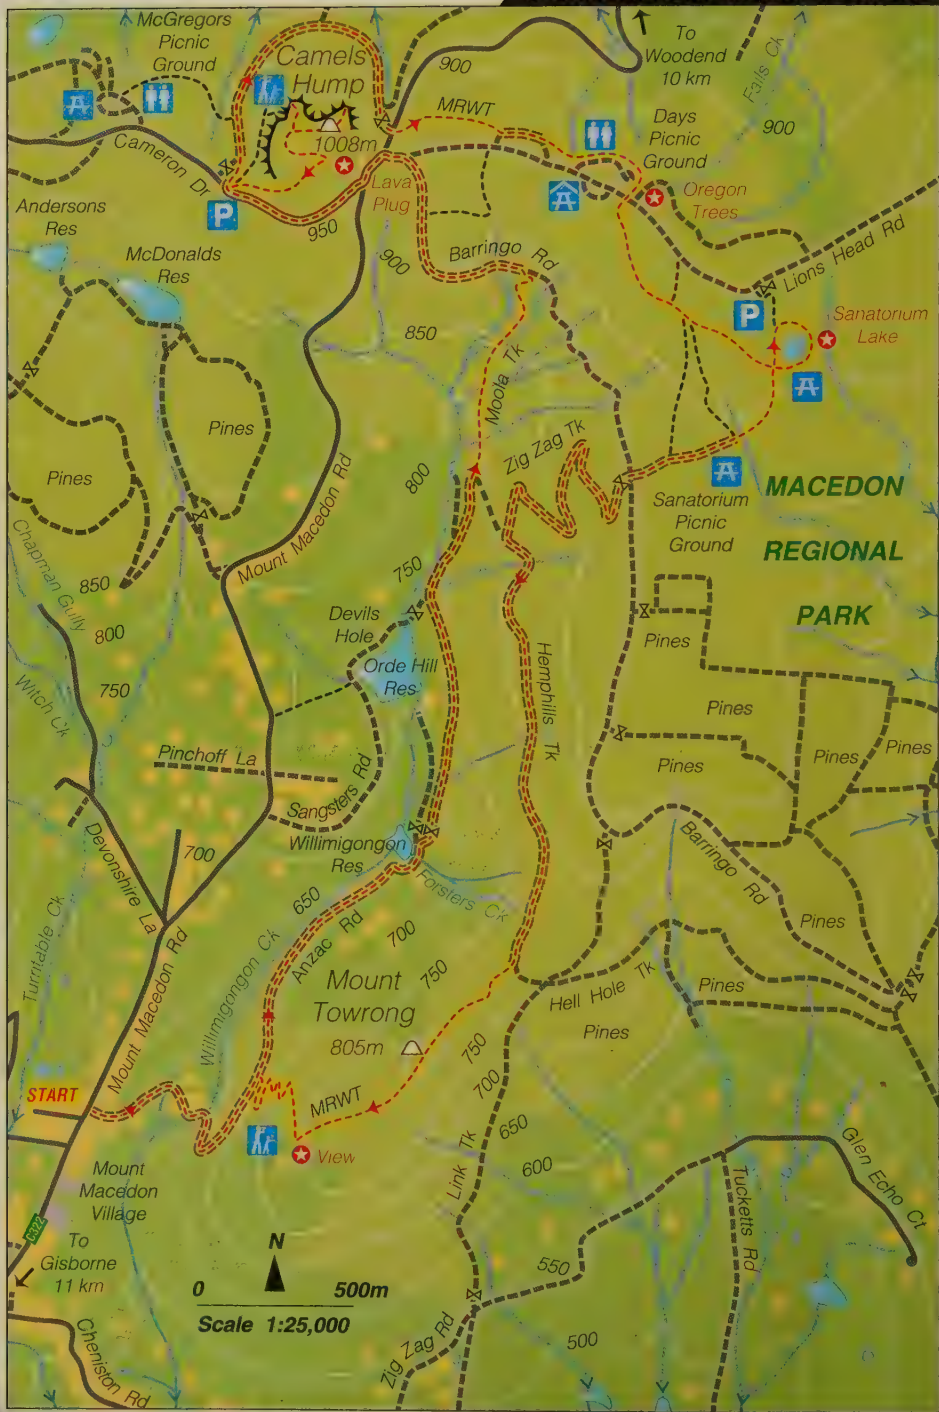 McGregors
Picnic
Ground
Camels
Hump
1008m
To
Woodend
10 km
Falls Ck
900
900
MRWT
Days
Picnic
Ground
Oregon
Trees
Cameron Dr
P
Lava
Plug
950
900
Andersons
Res
McDonalds
Res
Barringo Rd
Lions Head Rd
P
Sanatorium
Lake
850
Moola Tk
Pines
Pines
Zig Zag Tk
800
Mount Macedon Rd
Sanatorium
Picnic
Ground
MACEDON
REGIONAL
PARK
Chapman Gully
850
800
750
750
Devils
Hole
Orde Hill
Res
Hemphills Tk
Pines
Witch Ck
Pines
Pines
Pines
Pines
Pinchoff La
Sangsters Rd
Willimigongon
Res
Devonshire La
700
Barringo Rd
650
Forsters Ck
Anzac Rd
700
Pines
Turritable Ck
Mount Macedon Rd
Willimigongon Ck
Mount
Towrong
805m
750
Hell Hole Tk
Pines
Pines
750
700
START
MRWT
650
View
Link Tk
600
Mount
Macedon
Village
Glen Echo Ct
Tucketts Rd
C322
To
Gisborne
11 km
N
0 500m
Scale 1:25,000
550
500
Zig Zag Rd
Cheniston Rd